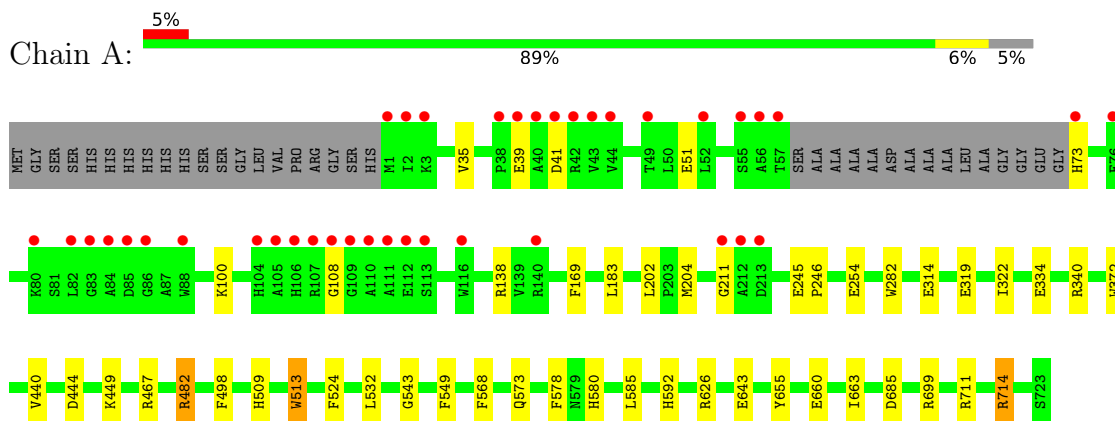 5%
Chain A:
89% 6% 5%
MET GLY SER SER HIS HIS HIS HIS HIS HIS HIS HIS SER SER GLY LEU VAL PRO ARG GLY SER HIS M1 I2 K3 V35 P38 E39 A40 D41 R42 V43 V44 T49 L50 E51 L52 S55 A56 T57 SER ALA ALA ALA ALA ASP ALA ALA ALA LEU ALA GLY GLY GLU GLY H73
K80 S81 L82 G83 A84 D85 G86 A87 W88 K100 H104 A105 H106 R107 G108 G109 A110 A111 E112 S113 W116 R138 V139 R140 F169 L183 L202 P203 M204 G211 A212 D213 E245 P246 E254 W282 E314 E319 I322 E334 R340 W372
V440 D444 K449 R467 R482 F498 H509 W513 F524 L532 G543 F549 F568 Q573 F578 N579 H580 L585 H592 R626 E643 Y655 E660 I663 D685 R699 R711 R714 S723